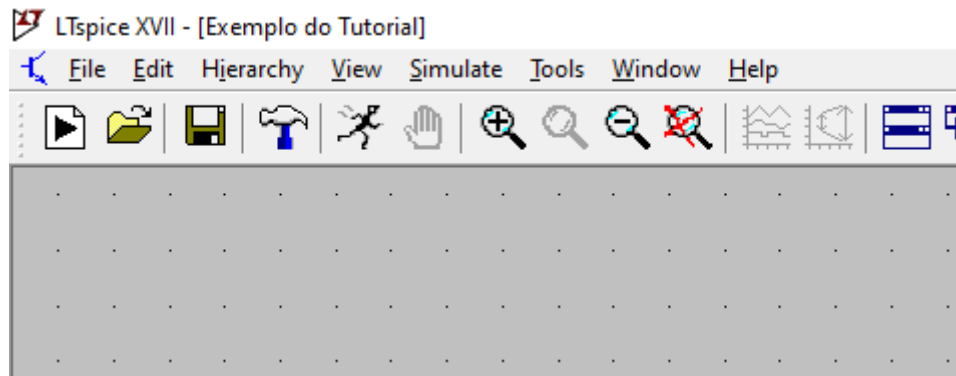 LTspice XVII - [Exemplo do Tutorial]
File Edit Hierarchy View Simulate Tools Window Help